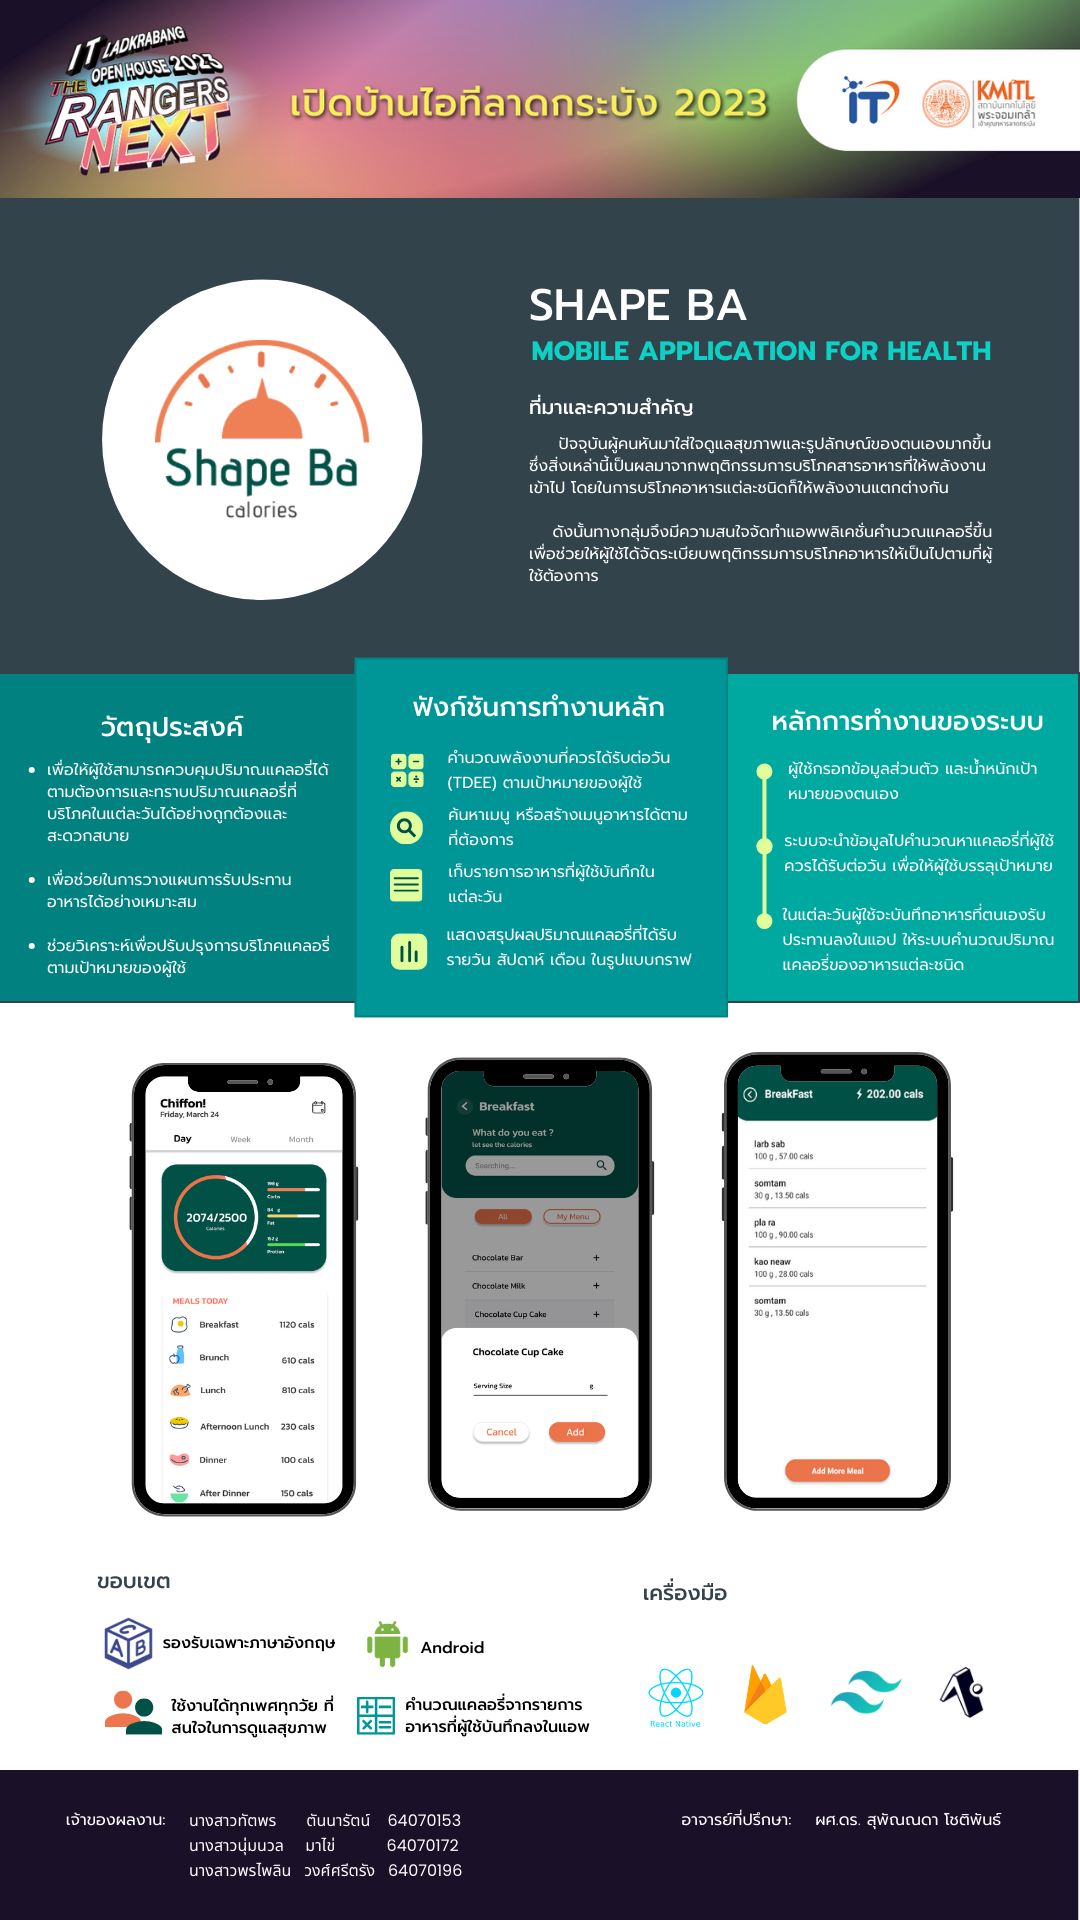 IT LADKRABANG
OPEN HOUSE 2023
THE
RANGERS
NEXT
เปิดบ้านไอทีลาดกระบัง 2023
iT
KMITL
สถาบันเทคโนโลยี
พระจอมเกล้า
เจ้าคุณทหารลาดกระบัง
Shape Ba
calories
SHAPE BA
MOBILE APPLICATION FOR HEALTH
ที่มาและความสำคัญ
ปัจจุบันผู้คนหันมาใส่ใจดูแลสุขภาพและรูปลักษณ์ของตนเองมากขึ้น
ซึ่งสิ่งเหล่านี้เป็นผลมาจากพฤติกรรมการบริโภคสารอาหารที่ให้พลังงาน
เข้าไป โดยในการบริโภคอาหารแต่ละชนิดก็ให้พลังงานแตกต่างกัน
ดังนั้นทางกลุ่มจึงมีความสนใจจัดทำแอพพลิเคชั่นคำนวณแคลอรี่ขึ้น
เพื่อช่วยให้ผู้ใช้ได้จัดระเบียบพฤติกรรมการบริโภคอาหารให้เป็นไปตามที่ผู้
ใช้ต้องการ
วัตถุประสงค์
• เพื่อให้ผู้ใช้สามารถควบคุมปริมาณแคลอรี่ได้
ตามต้องการและทราบปริมาณแคลอรี่ที่
บริโภคในแต่ละวันได้อย่างถูกต้องและ
สะดวกสบาย
• เพื่อช่วยในการวางแผนการรับประทาน
อาหารได้อย่างเหมาะสม
• ช่วยวิเคราะห์เพื่อปรับปรุงการบริโภคแคลอรี่
ตามเป้าหมายของผู้ใช้
ฟังก์ชันการทำงานหลัก
คำนวณพลังงานที่ควรได้รับต่อวัน
(TDEE) ตามเป้าหมายของผู้ใช้
ค้นหาเมนู หรือสร้างเมนูอาหารได้ตาม
ที่ต้องการ
เก็บรายการอาหารที่ผู้ใช้บันทึกใน
แต่ละวัน
แสดงสรุปผลปริมาณแคลอรี่ที่ได้รับ
รายวัน สัปดาห์ เดือน ในรูปแบบกราฟ
หลักการทำงานของระบบ
ผู้ใช้กรอกข้อมูลส่วนตัว และน้ำหนักเป้า
หมายของตนเอง
ระบบจะนำข้อมูลไปคำนวณหาแคลอรี่ที่ผู้ใช้
ควรได้รับต่อวัน เพื่อให้ผู้ใช้บรรลุเป้าหมาย
ในแต่ละวันผู้ใช้จะบันทึกอาหารที่ตนเองรับ
ประทานลงในแอป ให้ระบบคำนวณปริมาณ
แคลอรี่ของอาหารแต่ละชนิด
Chiffon!
Friday, March 24
Day Week Month
2074/2500
Calories
Carbs
84 g
Fat
152 g
Protien
MEALS TODAY
Breakfast 1120 cals
Brunch 610 cals
Lunch 810 cals
Afternoon Lunch 230 cals
Dinner 100 cals
After Dinner 150 cals
Breakfast
What do you eat ?
let see the calories
Searching...
All My Menu
Chocolate Bar +
Chocolate Milk +
Chocolate Cup Cake +
Chocolate Cup Cake
Serving Size g
Cancel Add
BreakFast 202.00 cals
larb sab
100 g , 57.00 cals
somtam
30 g , 13.50 cals
pla ra
100 g , 90.00 cals
kao neaw
100 g , 28.00 cals
somtam
30 g , 13.50 cals
Add More Meal
ขอบเขต
รองรับเฉพาะภาษาอังกฤษ
Android
ใช้งานได้ทุกเพศทุกวัย ที่
สนใจในการดูแลสุขภาพ
คำนวณแคลอรี่จากรายการ
อาหารที่ผู้ใช้บันทึกลงในแอพ
เครื่องมือ
React Native
เจ้าของผลงาน: นางสาวทัตพร ตันนารัตน์ 64070153
นางสาวนุ่มนวล มาไข่ 64070172
นางสาวพรไพลิน วงศ์ศรีตรัง 64070196
อาจารย์ที่ปรึกษา: ผศ.ดร. สุพัณณดา โชติพันธ์